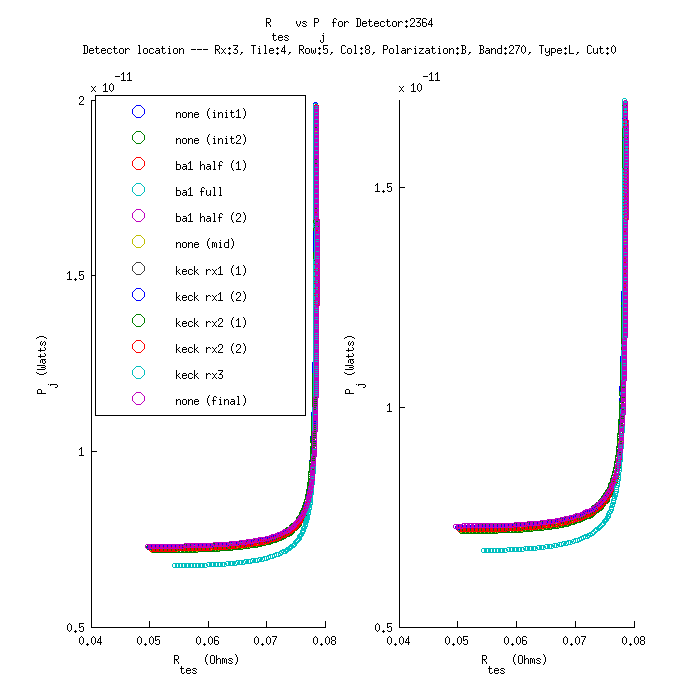 R tes vs P j for Detector:2364
Detector location --- Rx:3, Tile:4, Row:5, Col:8, Polarization:B, Band:270, Type:L, Cut:0
x 10 -11
x 10 -11
2
1.5
1
0.5
none (init1)
none (init2)
ba1 half (1)
ba1 full
ba1 half (2)
none (mid)
keck rx1 (1)
keck rx1 (2)
keck rx2 (1)
keck rx2 (2)
keck rx3
none (final)
P j (Watts)
0.04 0.05 0.06 0.07 0.08
R tes (Ohms)
1.5
1
0.5
P j (Watts)
0.04 0.05 0.06 0.07 0.08
R tes (Ohms)